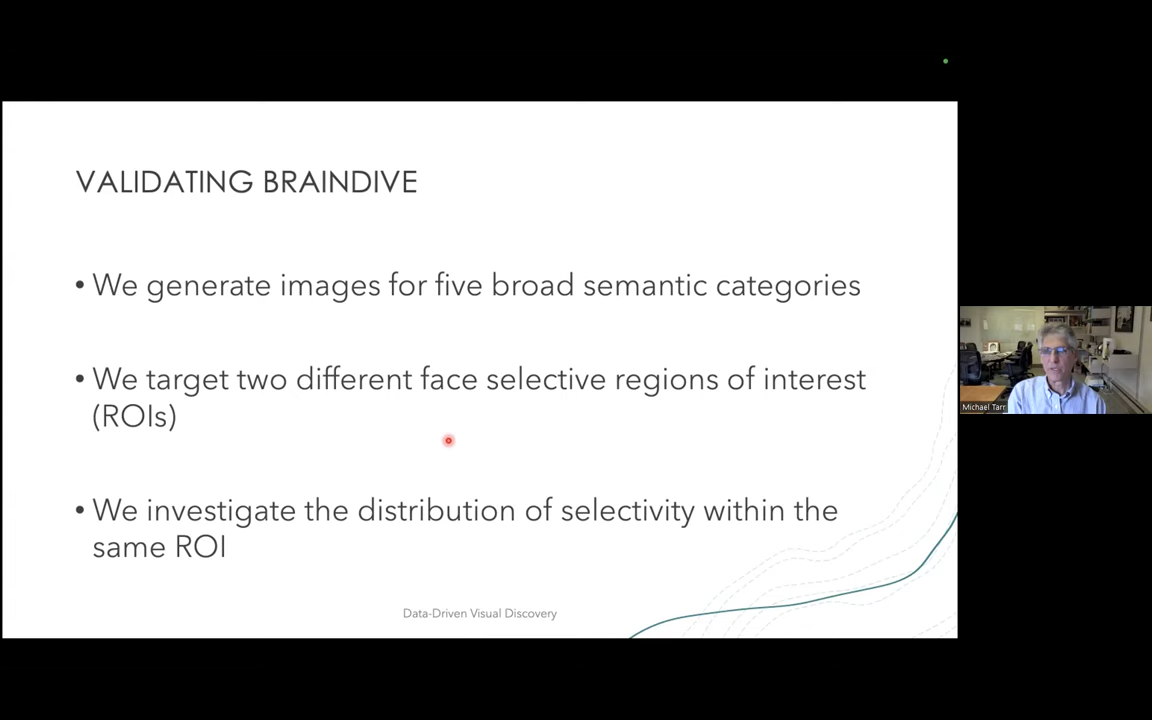 VALIDATING BRAINDIVE
• We generate images for five broad semantic categories
• We target two different face selective regions of interest
(ROIs)
• We investigate the distribution of selectivity within the
same ROI
Data-Driven Visual Discovery
Michael Tarr